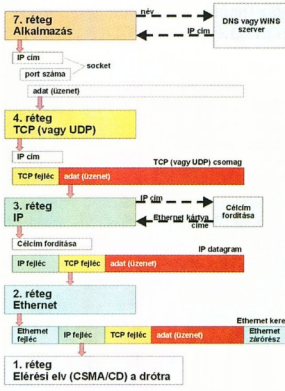 7. réteg
Alkalmazás
név
IP cím
DNS vagy WINS
szerver
IP cím
socket
port száma
adat (üzenet)
4. réteg
TCP (vagy UDP)
IP cím
TCP (vagy UDP) csomag
TCP fejléc
adat (üzenet)
3. réteg
IP
IP cím
Ethernet kártya
címe
Célcím
fordítása
Célcím fordítása
IP datagram
IP fejléc
TCP fejléc
adat (üzenet)
2. réteg
Ethernet
Ethernet kere
Ethernet
fejléc
IP fejléc
TCP fejléc
adat (üzenet)
Ethernet
zárórész
1. réteg
Elérési elv (CSMA/CD) a drótra